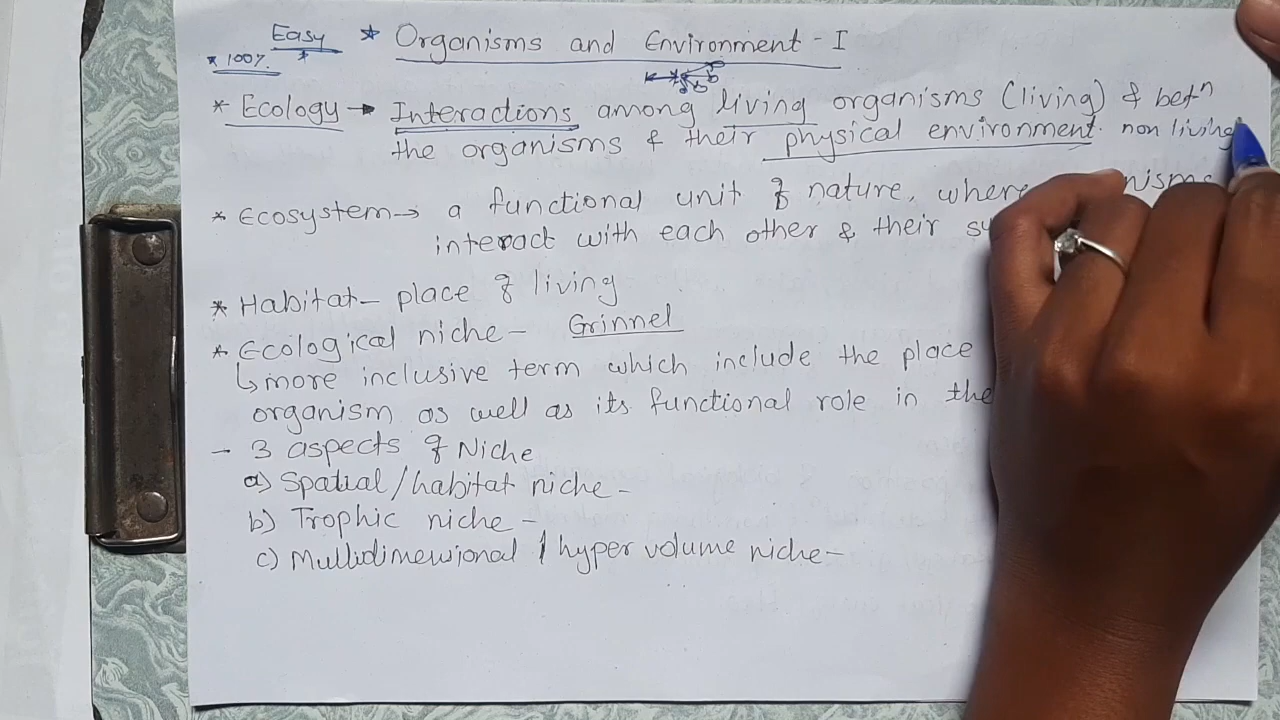 Easy * Organisms and Environment - I
* 100%.
* Ecology → Interactions among living organisms (living) & betⁿ
the organisms & their physical environment. non living
* Ecosystem → a functional unit of nature, where
interact with each other & their
* Habitat - place of living
* Ecological niche - Grinnel
↳ more inclusive term which include the place
organism as well as its functional role in the
- 3 aspects of Niche
a) Spatial/habitat niche -
b) Trophic niche -
c) Multidimensional / hyper volume niche -